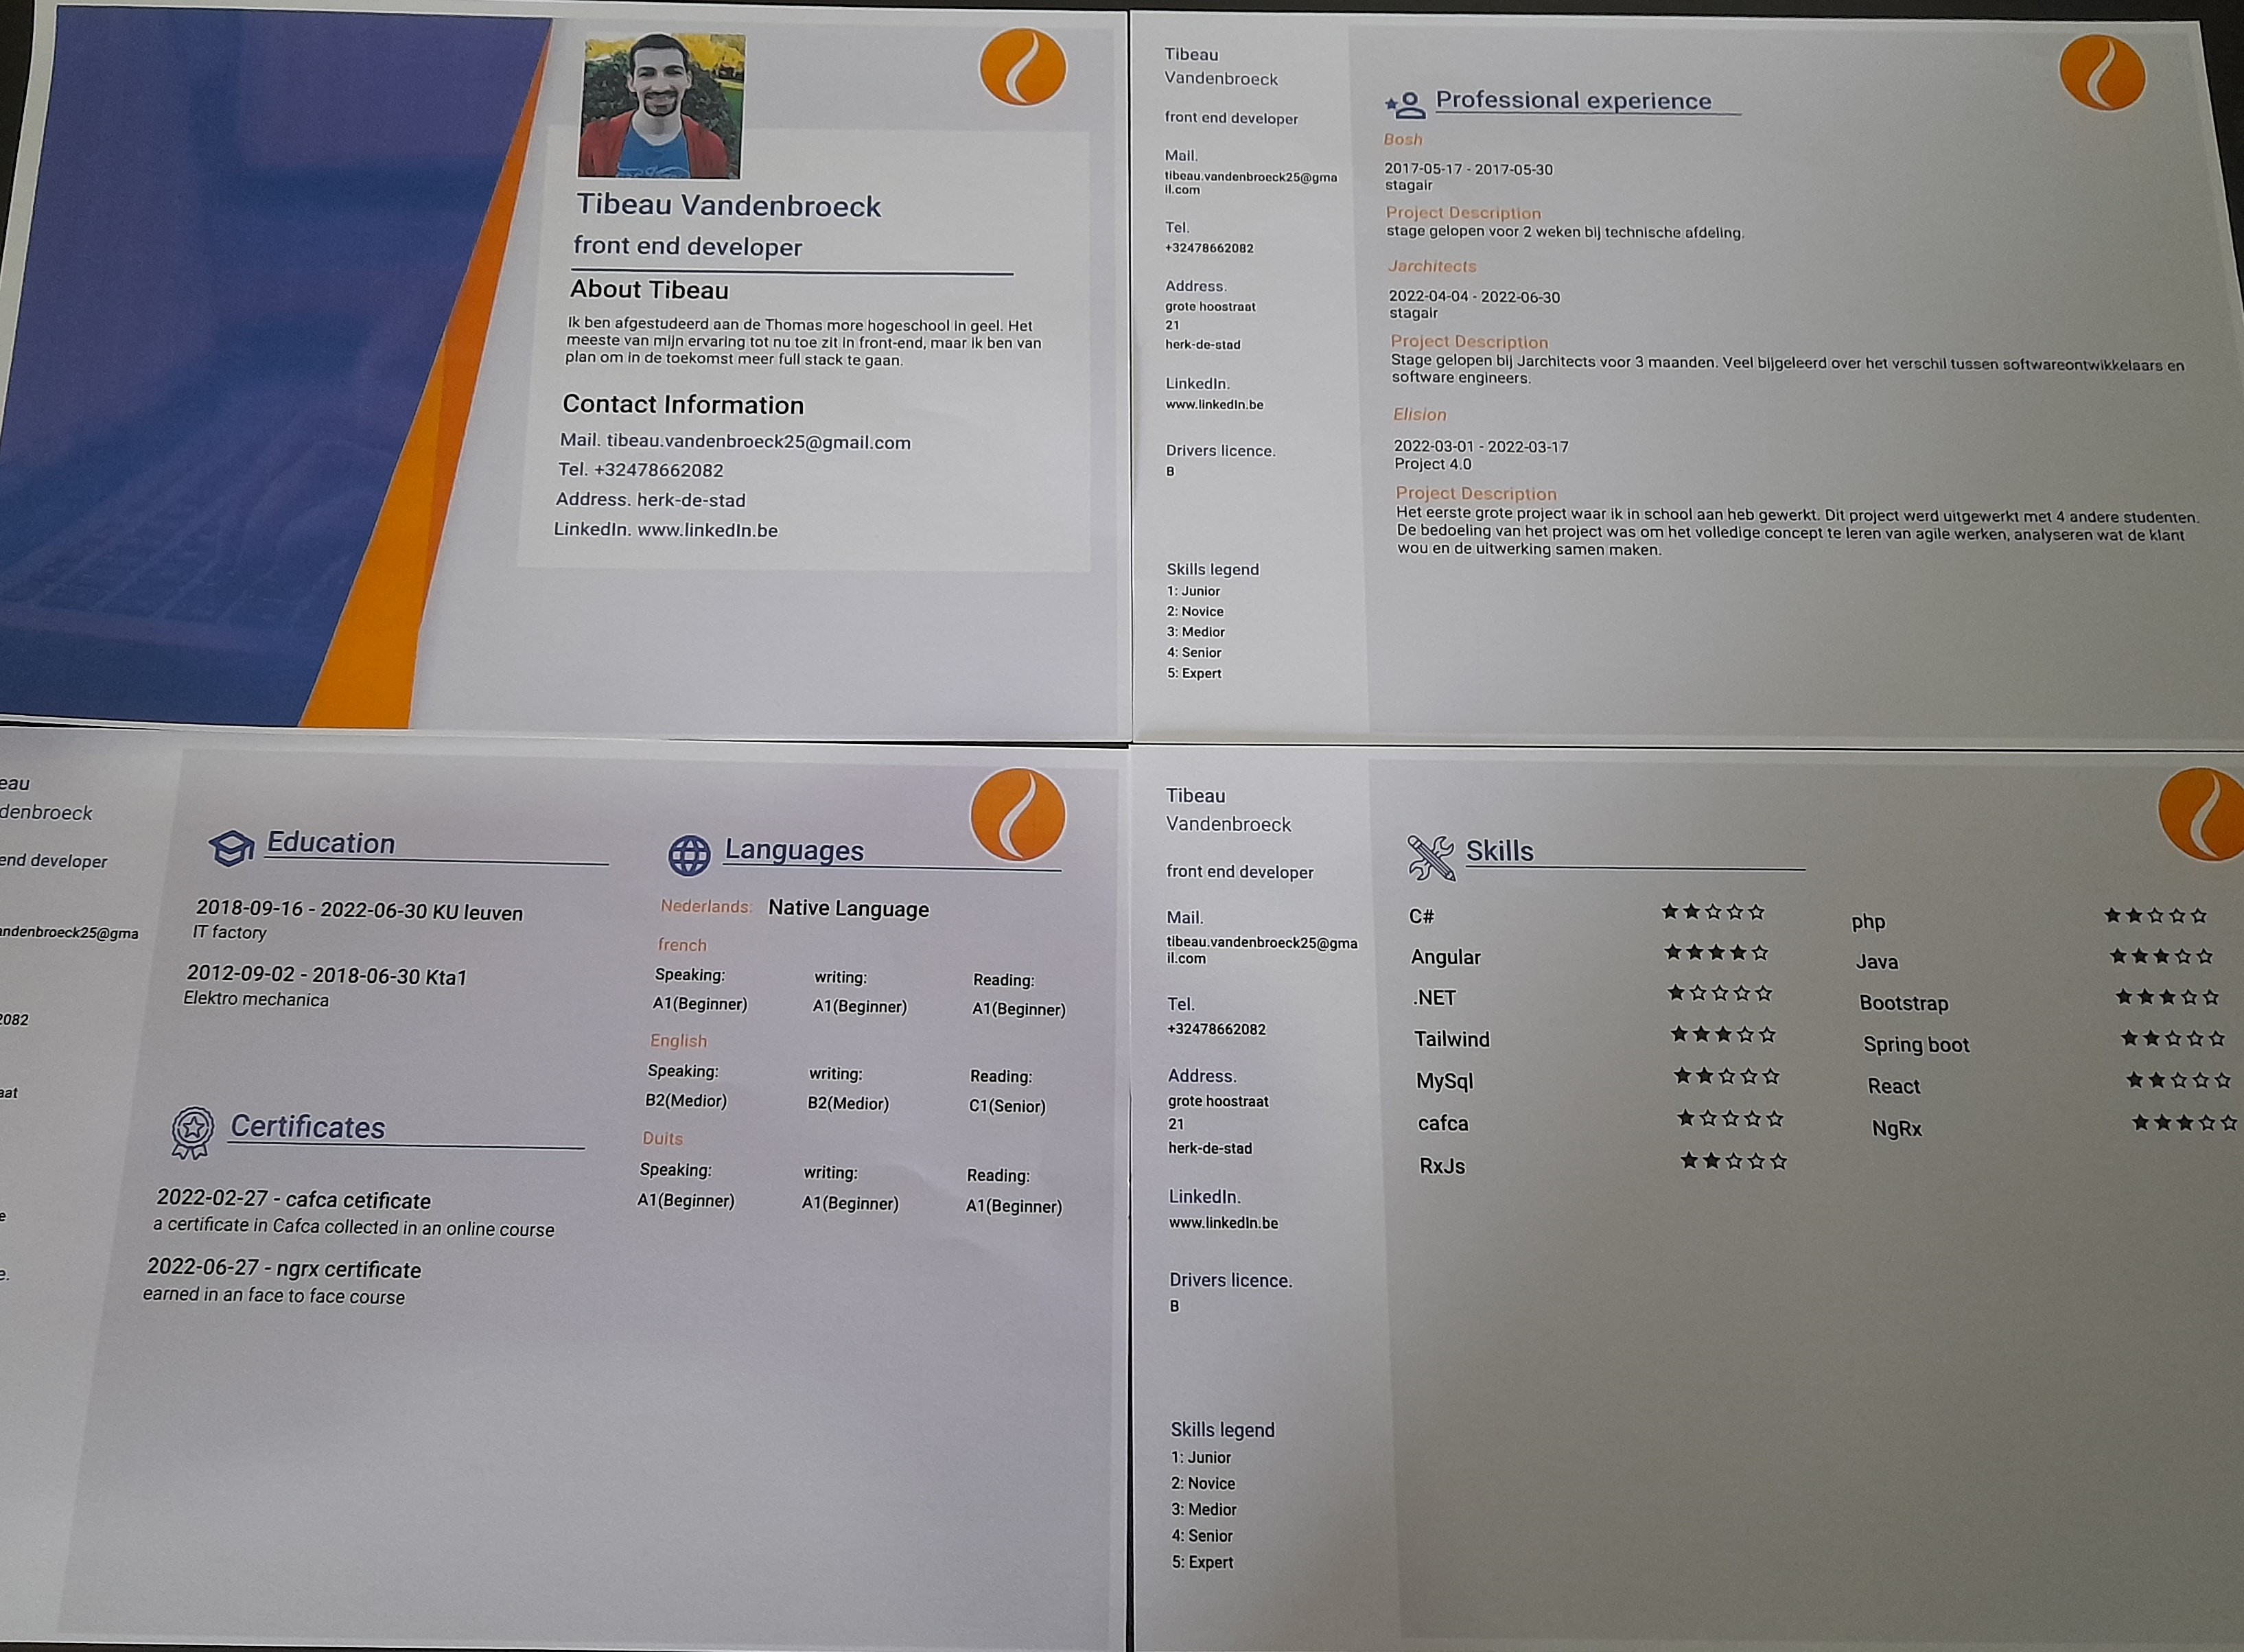 Tibeau Vandenbroeck
front end developer
About Tibeau
Ik ben afgestudeerd aan de Thomas more hogeschool in geel. Het
meeste van mijn ervaring tot nu toe zit in front-end, maar ik ben van
plan om in de toekomst meer full stack te gaan.
Contact Information
Mail. tibeau.vandenbroeck25@gmail.com
Tel. +32478662082
Address. herk-de-stad
LinkedIn. www.linkedIn.be
Tibeau
Vandenbroeck
front end developer
Mail.
tibeau.vandenbroeck25@gma
il.com
Tel.
+32478662082
Address.
grote hoostraat
21
herk-de-stad
LinkedIn.
www.linkedIn.be
Drivers licence.
B
Skills legend
1: Junior
2: Novice
3: Medior
4: Senior
5: Expert
Professional experience
Bosh
2017-05-17 - 2017-05-30
stagair
Project Description
stage gelopen voor 2 weken bij technische afdeling.
Jarchitects
2022-04-04 - 2022-06-30
stagair
Project Description
Stage gelopen bij Jarchitects voor 3 maanden. Veel bijgeleerd over het verschil tussen softwareontwikkelaars en
software engineers.
Elision
2022-03-01 - 2022-03-17
Project 4.0
Project Description
Het eerste grote project waar ik in school aan heb gewerkt. Dit project werd uitgewerkt met 4 andere studenten.
De bedoeling van het project was om het volledige concept te leren van agile werken, analyseren wat de klant
wou en de uitwerking samen maken.
eau
denbroeck
end developer
andenbroeck25@gma
2082
aat
e
e.
Education
2018-09-16 - 2022-06-30 KU leuven
IT factory
2012-09-02 - 2018-06-30 Kta1
Elektro mechanica
Certificates
2022-02-27 - cafca cetificate
a certificate in Cafca collected in an online course
2022-06-27 - ngrx certificate
earned in an face to face course
Languages
Nederlands: Native Language
french
Speaking: writing: Reading:
A1(Beginner) A1(Beginner) A1(Beginner)
English
Speaking: writing: Reading:
B2(Medior) B2(Medior) C1(Senior)
Duits
Speaking: writing: Reading:
A1(Beginner) A1(Beginner) A1(Beginner)
Tibeau
Vandenbroeck
front end developer
Mail.
tibeau.vandenbroeck25@gma
il.com
Tel.
+32478662082
Address.
grote hoostraat
21
herk-de-stad
LinkedIn.
www.linkedIn.be
Drivers licence.
B
Skills legend
1: Junior
2: Novice
3: Medior
4: Senior
5: Expert
Skills
C# ★★☆☆☆ php ★★☆☆☆
Angular ★★★★☆ Java ★★★☆☆
.NET ★☆☆☆☆ Bootstrap ★★★☆☆
Tailwind ★★★☆☆ Spring boot ★★☆☆☆
MySql ★★☆☆☆ React ★★☆☆☆
cafca ★☆☆☆☆ NgRx ★★★☆☆
RxJs ★★☆☆☆